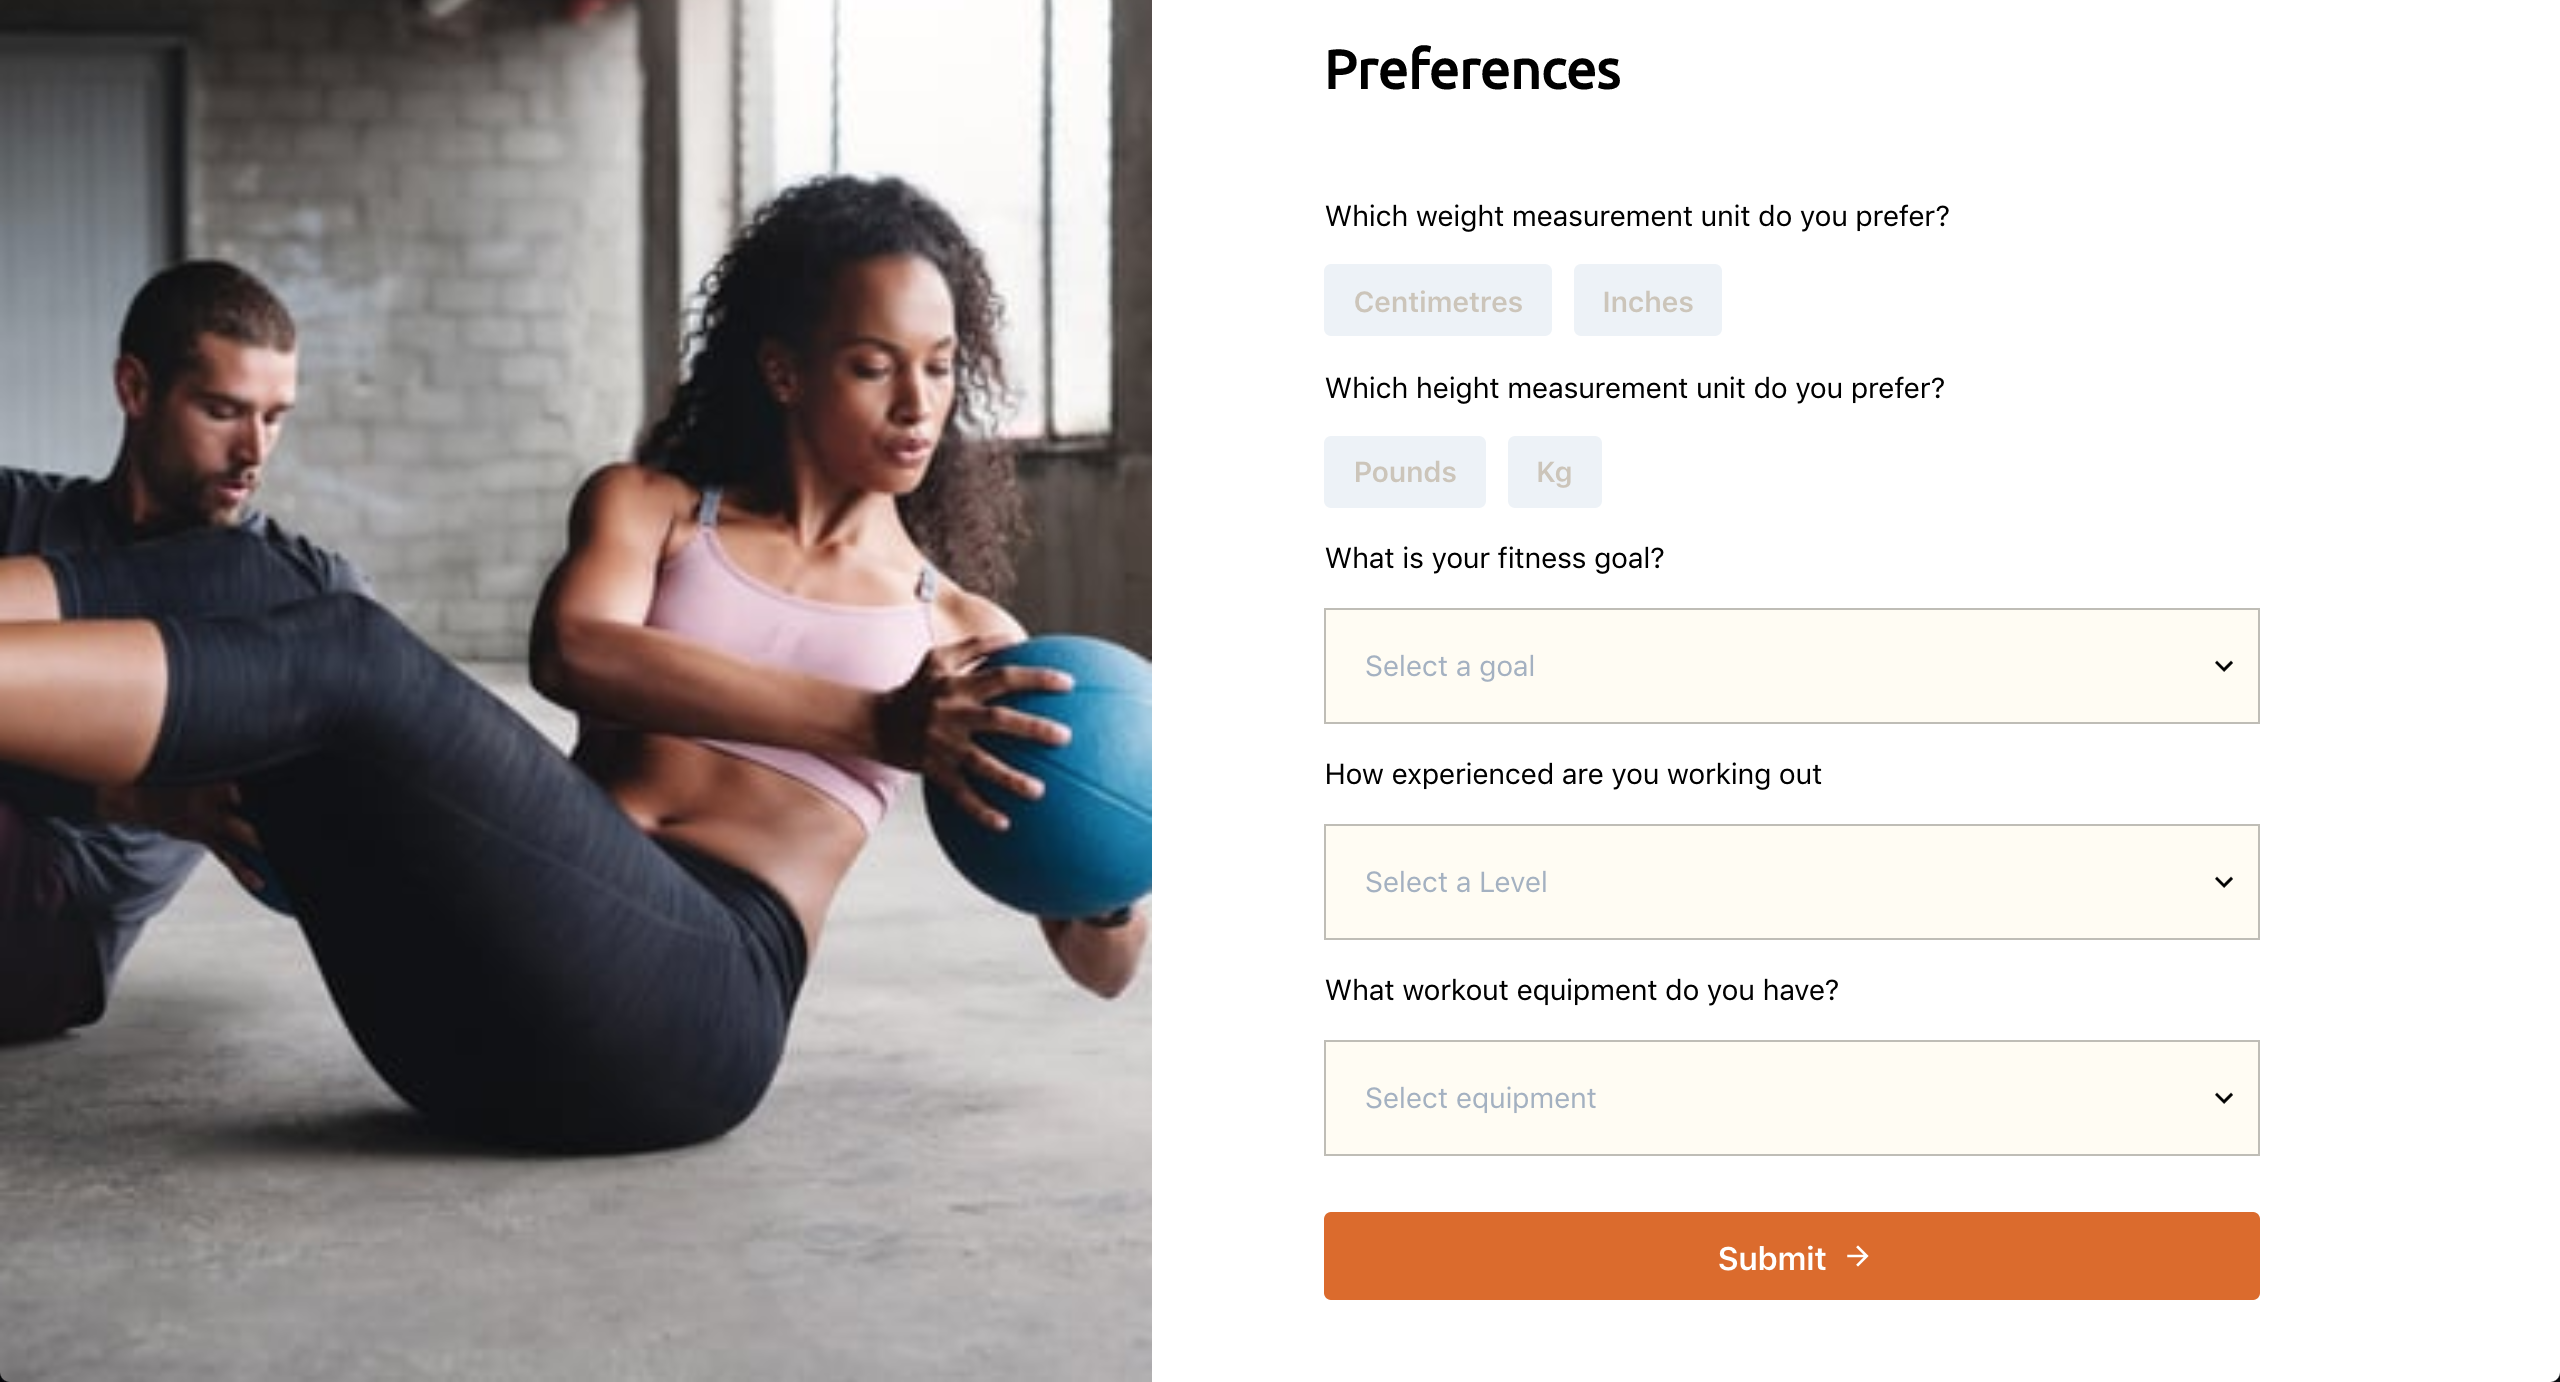 Preferences
Which weight measurement unit do you prefer?
Centimetres Inches
Which height measurement unit do you prefer?
Pounds Kg
What is your fitness goal?
Select a goal
How experienced are you working out
Select a Level
What workout equipment do you have?
Select equipment
Submit →